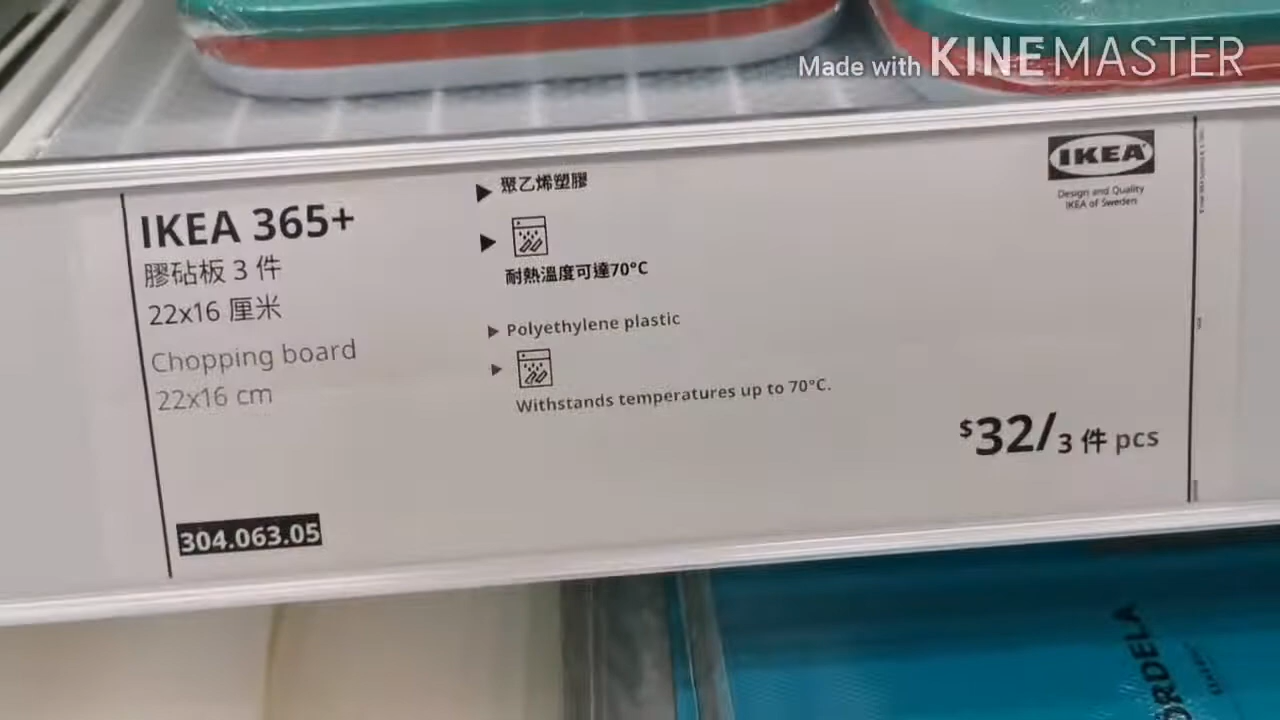 Made with KINEMASTER
IKEA 365+
膠砧板 3 件
22x16 厘米
Chopping board
22x16 cm
304.063.05
聚乙烯塑膠
耐熱溫度可達70°C
Polyethylene plastic
Withstands temperatures up to 70°C.
IKEA
Design and Quality
IKEA of Sweden
$32/3 件 pcs